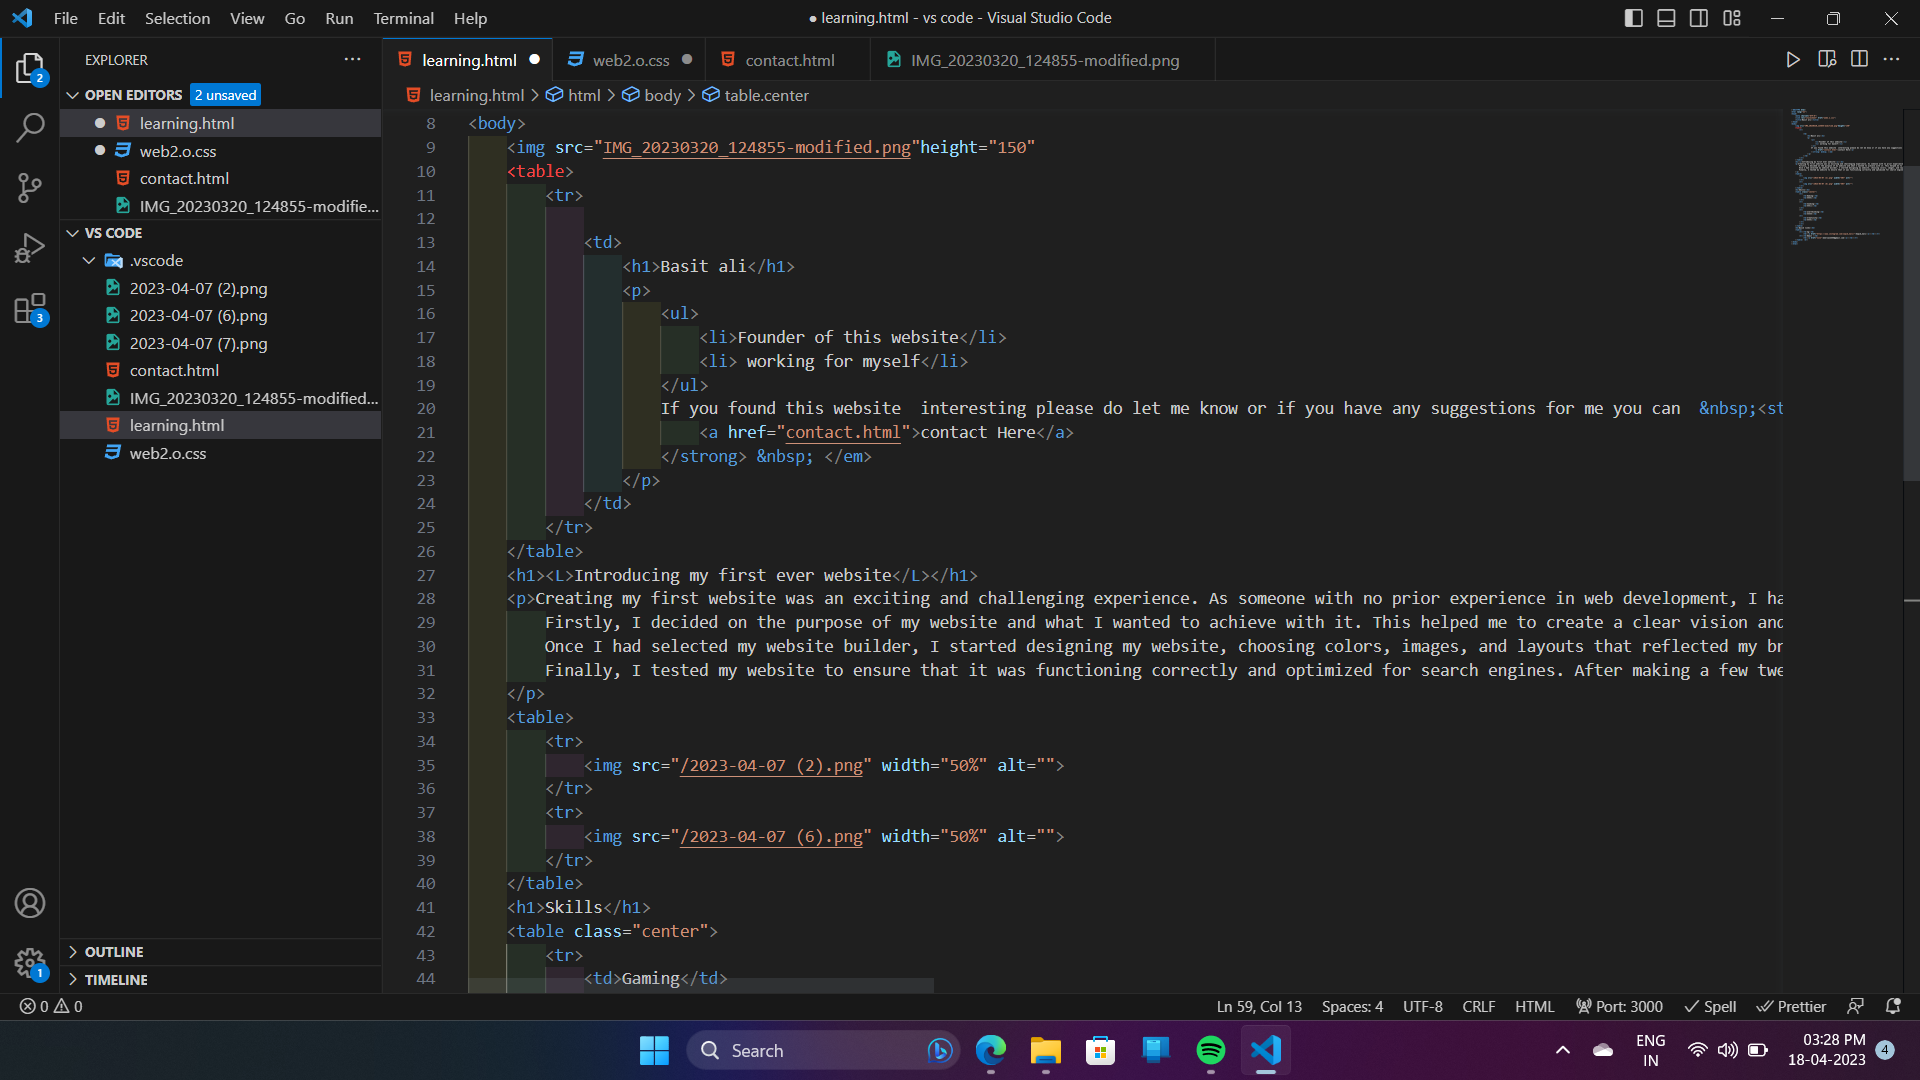 File Edit Selection View Go Run Terminal Help
● learning.html - vs code - Visual Studio Code
EXPLORER
OPEN EDITORS 2 unsaved
learning.html
web2.o.css
contact.html
IMG_20230320_124855-modifie...
VS CODE
.vscode
2023-04-07 (2).png
2023-04-07 (6).png
2023-04-07 (7).png
contact.html
IMG_20230320_124855-modified...
learning.html
web2.o.css
OUTLINE
TIMELINE
2
3
1
learning.html web2.o.css contact.html IMG_20230320_124855-modified.png
learning.html > html > body > table.center
8 <body>
9 <img src="IMG_20230320_124855-modified.png"height="150"
10 <table>
11 <tr>
12
13 <td>
14 <h1>Basit ali</h1>
15 <p>
16 <ul>
17 <li>Founder of this website</li>
18 <li> working for myself</li>
19 </ul>
20 If you found this website  interesting please do let me know or if you have any suggestions for me you can  &nbsp;<st
21 <a href="contact.html">contact Here</a>
22 </strong> &nbsp; </em>
23 </p>
24 </td>
25 </tr>
26 </table>
27 <h1><L>Introducing my first ever website</L></h1>
28 <p>Creating my first website was an exciting and challenging experience. As someone with no prior experience in web development, I ha
29 Firstly, I decided on the purpose of my website and what I wanted to achieve with it. This helped me to create a clear vision and
30 Once I had selected my website builder, I started designing my website, choosing colors, images, and layouts that reflected my br
31 Finally, I tested my website to ensure that it was functioning correctly and optimized for search engines. After making a few twe
32 </p>
33 <table>
34 <tr>
35 <img src="/2023-04-07 (2).png" width="50%" alt="">
36 </tr>
37 <tr>
38 <img src="/2023-04-07 (6).png" width="50%" alt="">
39 </tr>
40 </table>
41 <h1>Skills</h1>
42 <table class="center">
43 <tr>
44 <td>Gaming</td>
0 0
Ln 59, Col 13 Spaces: 4 UTF-8 CRLF HTML Port: 3000 Spell Prettier
Search
ENG
IN
03:28 PM
18-04-2023
4